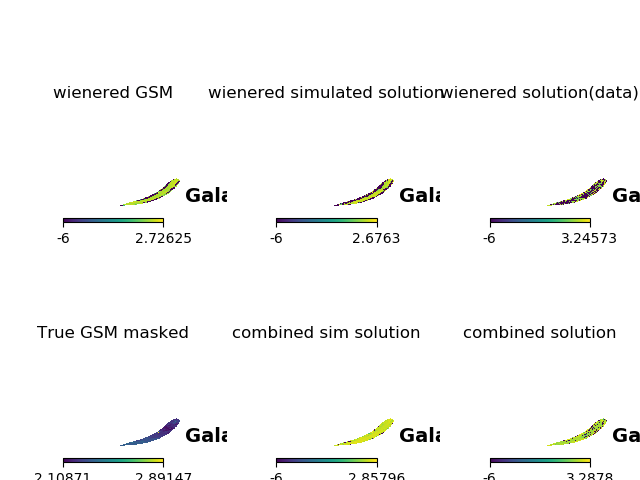 wienered GSM
wienered simulated solution
wienered solution(data)
Gala
Gala
Ga
-6 2.72625
-6 2.6763
-6 3.24573
True GSM masked
combined sim solution
combined solution
Gala
Gala
Ga
2.10871 2.89147
-6 2.85796
-6 3.2878